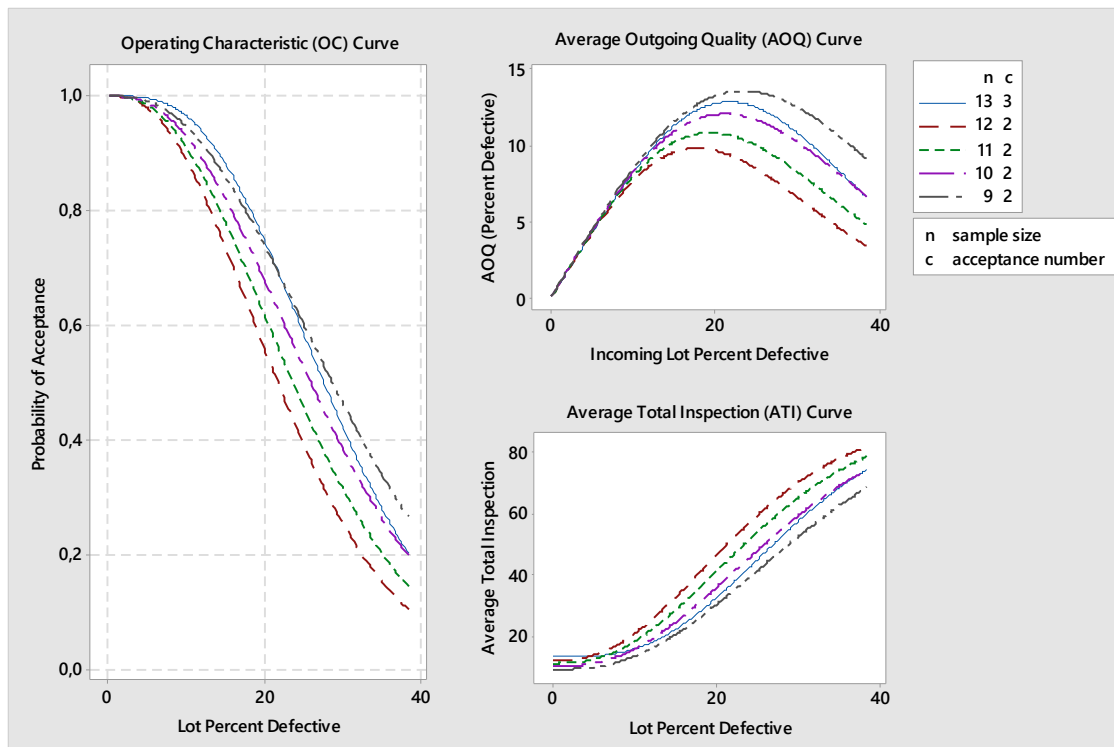 Operating Characteristic (OC) Curve
1,0
0,8
0,6
0,4
0,2
0,0
Probability of Acceptance
0 20 40
Lot Percent Defective
Average Outgoing Quality (AOQ) Curve
15
10
5
0
AOQ (Percent Defective)
0 20 40
Incoming Lot Percent Defective
Average Total Inspection (ATI) Curve
80
60
40
20
Average Total Inspection
0 20 40
Lot Percent Defective
n c
13 3
12 2
11 2
10 2
9 2
n sample size
c acceptance number